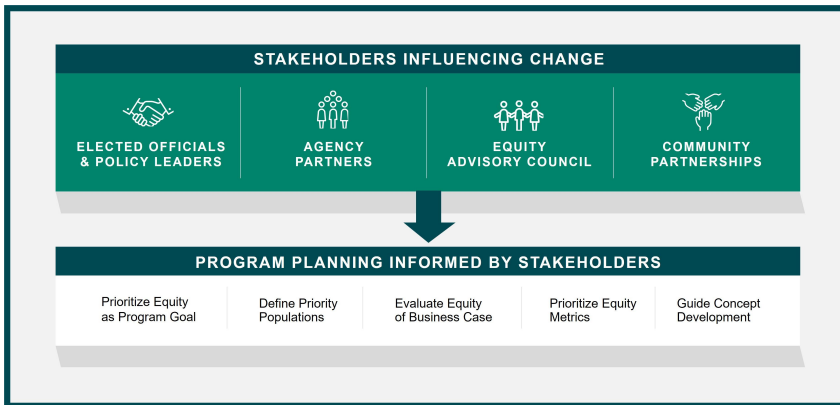 STAKEHOLDERS INFLUENCING CHANGE
ELECTED OFFICIALS
& POLICY LEADERS
AGENCY
PARTNERS
EQUITY
ADVISORY COUNCIL
COMMUNITY
PARTNERSHIPS
PROGRAM PLANNING INFORMED BY STAKEHOLDERS
Prioritize Equity
as Program Goal
Define Priority
Populations
Evaluate Equity
of Business Case
Prioritize Equity
Metrics
Guide Concept
Development